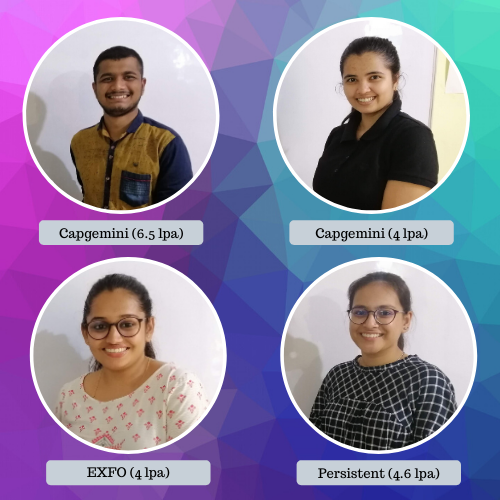 Capgemini (6.5 lpa)
Capgemini (4 lpa)
EXFO (4 lpa)
Persistent (4.6 lpa)